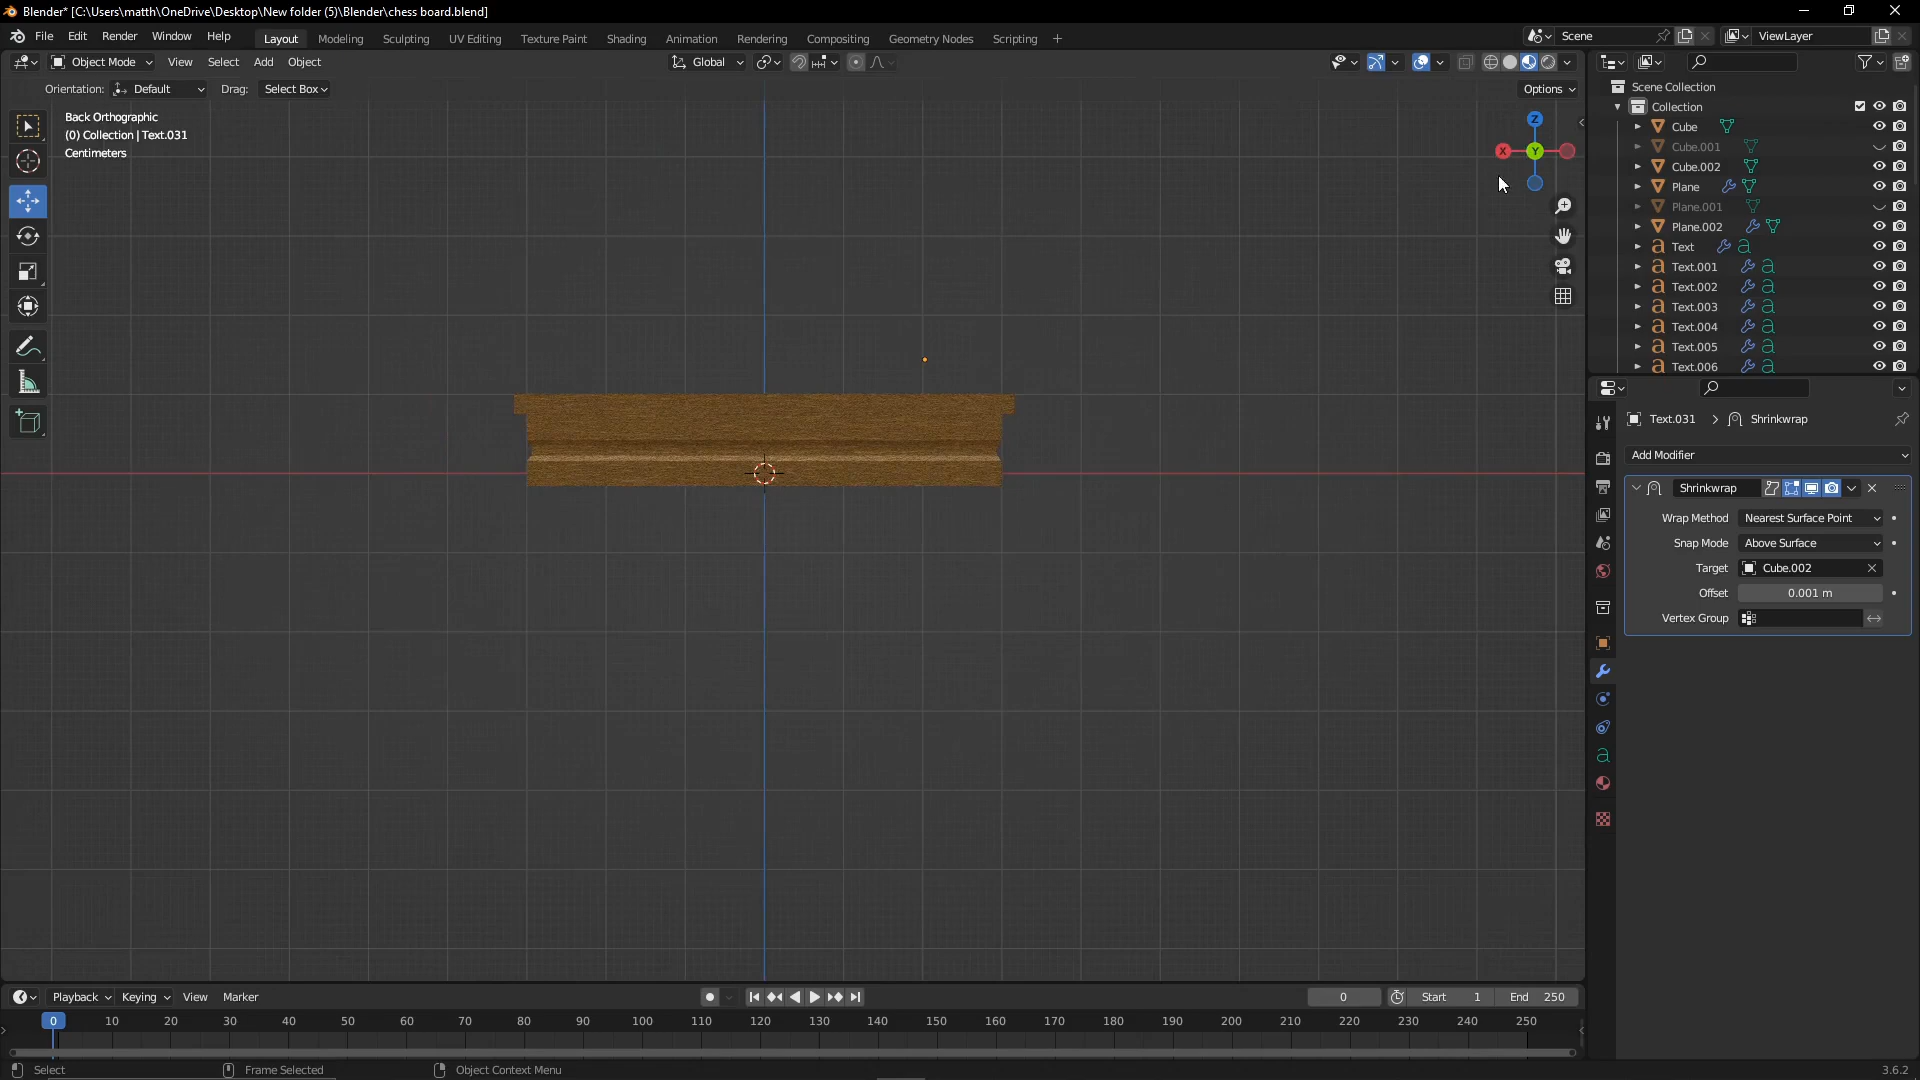 Blender* [C:\Users\matth\OneDrive\Desktop\New folder (5)\Blender\chess board.blend]
File Edit Render Window Help Layout Modeling Sculpting UV Editing Texture Paint Shading Animation Rendering Compositing Geometry Nodes Scripting + Scene ViewLayer
Object Mode View Select Add Object Global
Orientation: Default Drag: Select Box Options
Back Orthographic
(0) Collection | Text.031
Centimeters
X Y Z
Scene Collection
Collection
Cube
Cube.001
Cube.002
Plane
Plane.001
Plane.002
Text
Text.001
Text.002
Text.003
Text.004
Text.005
Text.006
Text.031 > Shrinkwrap
Add Modifier
Shrinkwrap
Wrap Method Nearest Surface Point
Snap Mode Above Surface
Target Cube.002
Offset 0.001 m
Vertex Group
Playback Keying View Marker 0 Start 1 End 250
0 10 20 30 40 50 60 70 80 90 100 110 120 130 140 150 160 170 180 190 200 210 220 230 240 250
Select Frame Selected Object Context Menu 3.6.2